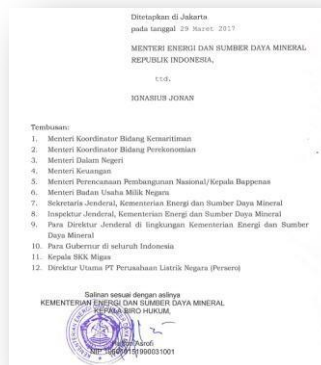 Ditetapkan di Jakarta
pada tanggal 29 Maret 2017
MENTERI ENERGI DAN SUMBER DAYA MINERAL
REPUBLIK INDONESIA,
ttd.
IGNASIUS JONAN
Tembusan:
1. Menteri Koordinator Bidang Kemaritiman
2. Menteri Koordinator Bidang Perekonomian
3. Menteri Dalam Negeri
4. Menteri Keuangan
5. Menteri Perencanaan Pembangunan Nasional/Kepala Bappenas
6. Menteri Badan Usaha Milik Negara
7. Sekretaris Jenderal, Kementerian Energi dan Sumber Daya Mineral
8. Inspektur Jenderal, Kementerian Energi dan Sumber Daya Mineral
9. Para Direktur Jenderal di lingkungan Kementerian Energi dan Sumber
Daya Mineral
10. Para Gubernur di seluruh Indonesia
11. Kepala SKK Migas
12. Direktur Utama PT Perusahaan Listrik Negara (Persero)
Salinan sesuai dengan aslinya
KEMENTERIAN ENERGI DAN SUMBER DAYA MINERAL
KEPALA BIRO HUKUM,
Asrofi
NIP